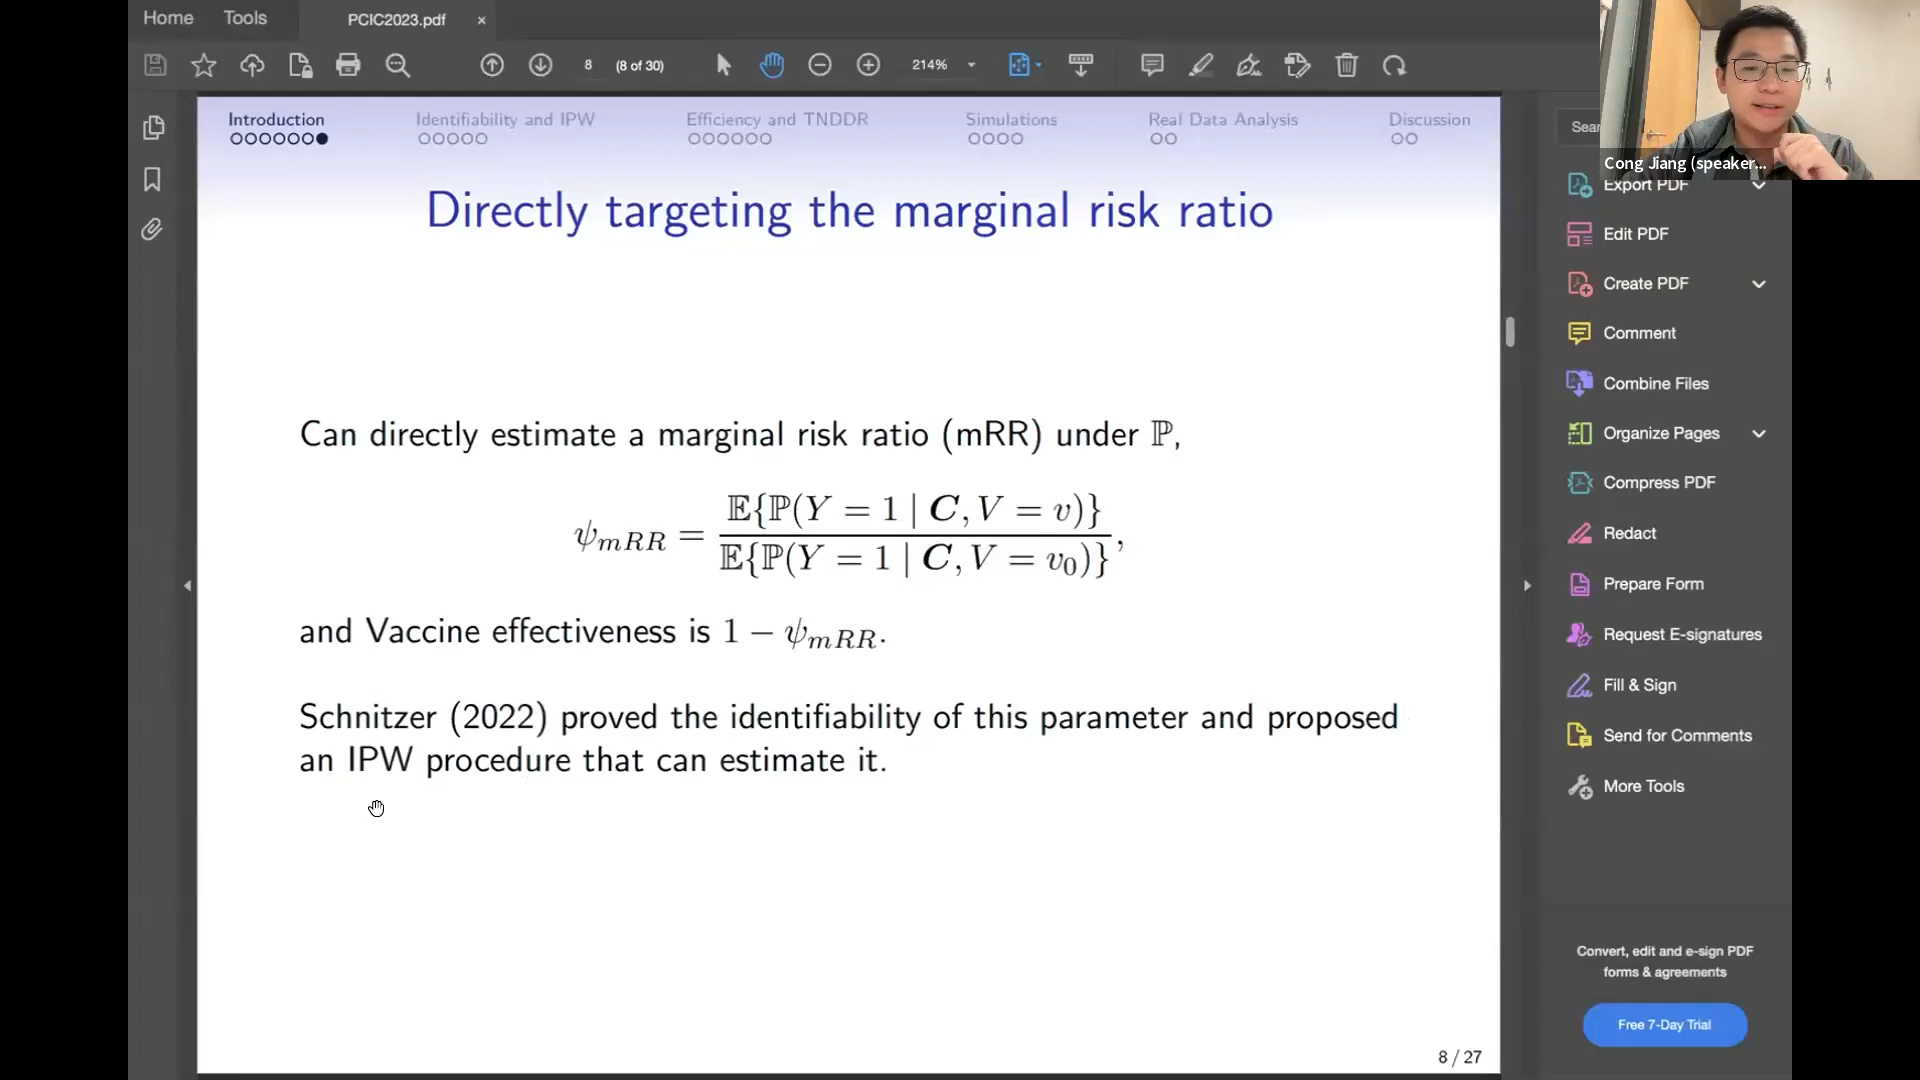 Home Tools PCIC2023.pdf ×
8 (8 of 30) 214%
Introduction Identifiability and IPW Efficiency and TNDDR Simulations Real Data Analysis Discussion
Directly targeting the marginal risk ratio
Can directly estimate a marginal risk ratio (mRR) under ℙ,
ψ_mRR = 𝔼{ℙ(Y = 1 | C, V = v)} / 𝔼{ℙ(Y = 1 | C, V = v₀)},
and Vaccine effectiveness is 1 − ψ_mRR.
Schnitzer (2022) proved the identifiability of this parameter and proposed
an IPW procedure that can estimate it.
8 / 27
Cong Jiang (speaker...
Export PDF
Edit PDF
Create PDF
Comment
Combine Files
Organize Pages
Compress PDF
Redact
Prepare Form
Request E-signatures
Fill & Sign
Send for Comments
More Tools
Convert, edit and e-sign PDF
forms & agreements
Free 7-Day Trial